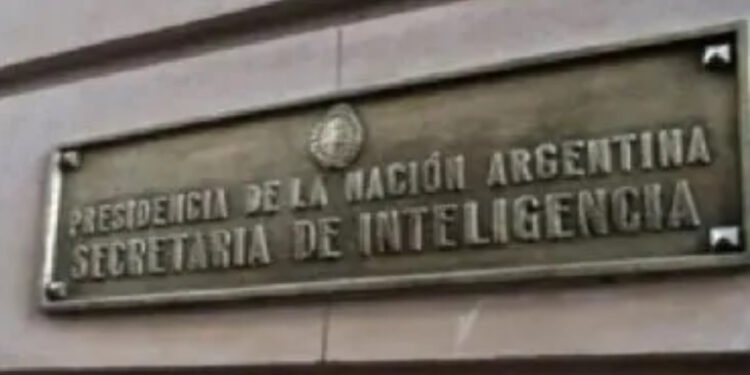 PRESIDENCIA DE LA NACIÓN ARGENTINA
SECRETARIA DE INTELIGENCIA